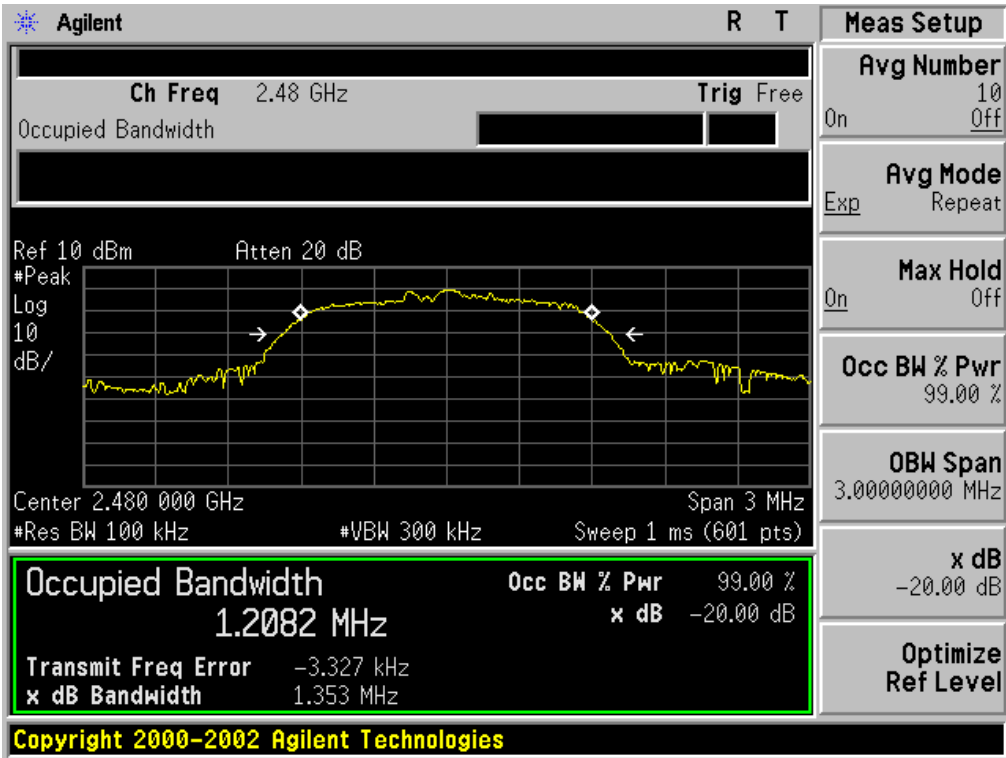 Agilent R T
Ch Freq 2.48 GHz Trig Free
Occupied Bandwidth
Ref 10 dBm Atten 20 dB
#Peak
Log
10
dB/
Center 2.480 000 GHz Span 3 MHz
#Res BW 100 kHz #VBW 300 kHz Sweep 1 ms (601 pts)
Occupied Bandwidth Occ BW % Pwr 99.00 %
1.2082 MHz x dB -20.00 dB
Transmit Freq Error -3.327 kHz
x dB Bandwidth 1.353 MHz
Copyright 2000-2002 Agilent Technologies
Meas Setup
Avg Number
10
On Off
Avg Mode
Exp Repeat
Max Hold
On Off
Occ BW % Pwr
99.00 %
OBW Span
3.00000000 MHz
x dB
-20.00 dB
Optimize
Ref Level